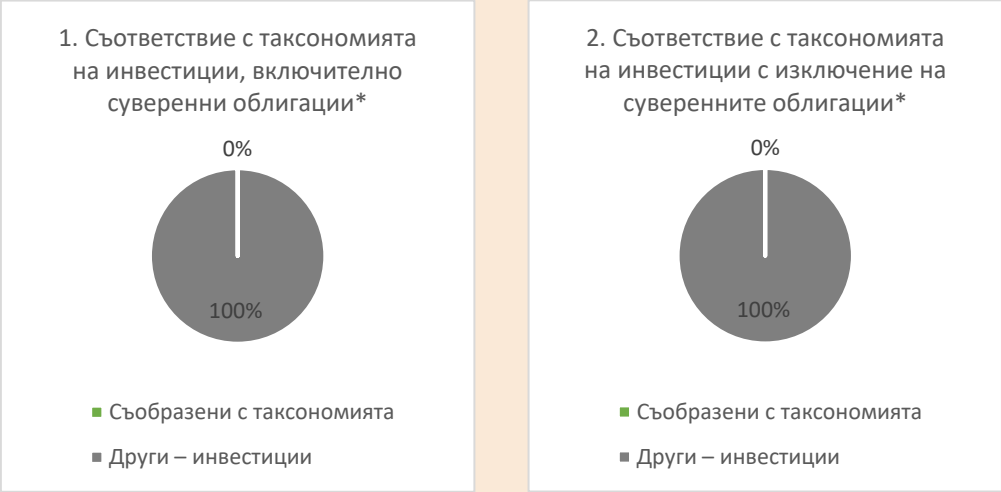 1. Съответствие с таксономията
на инвестиции, включително
суверенни облигации*
0%
100%
Съобразени с таксономията
Други – инвестиции
2. Съответствие с таксономията
на инвестиции с изключение на
суверенните облигации*
0%
100%
Съобразени с таксономията
Други – инвестиции